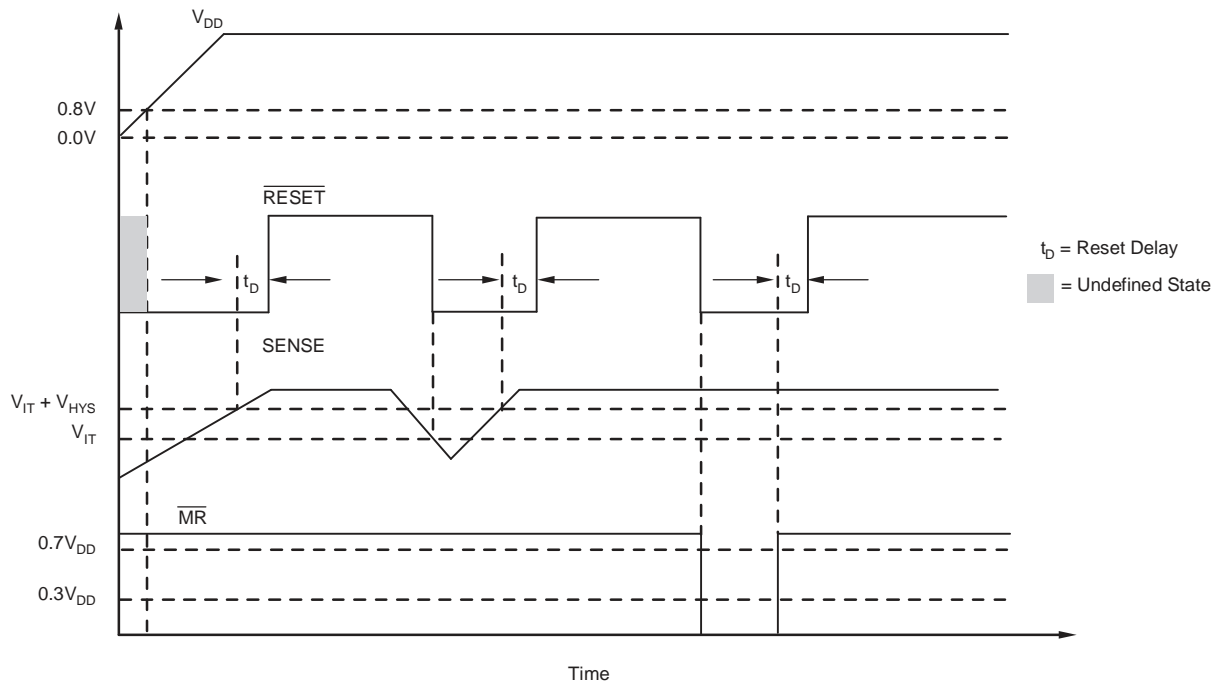 VDD
0.8V
0.0V
RESET
tD
tD
tD
tD = Reset Delay
= Undefined State
SENSE
VIT + VHYS
VIT
MR
0.7VDD
0.3VDD
Time